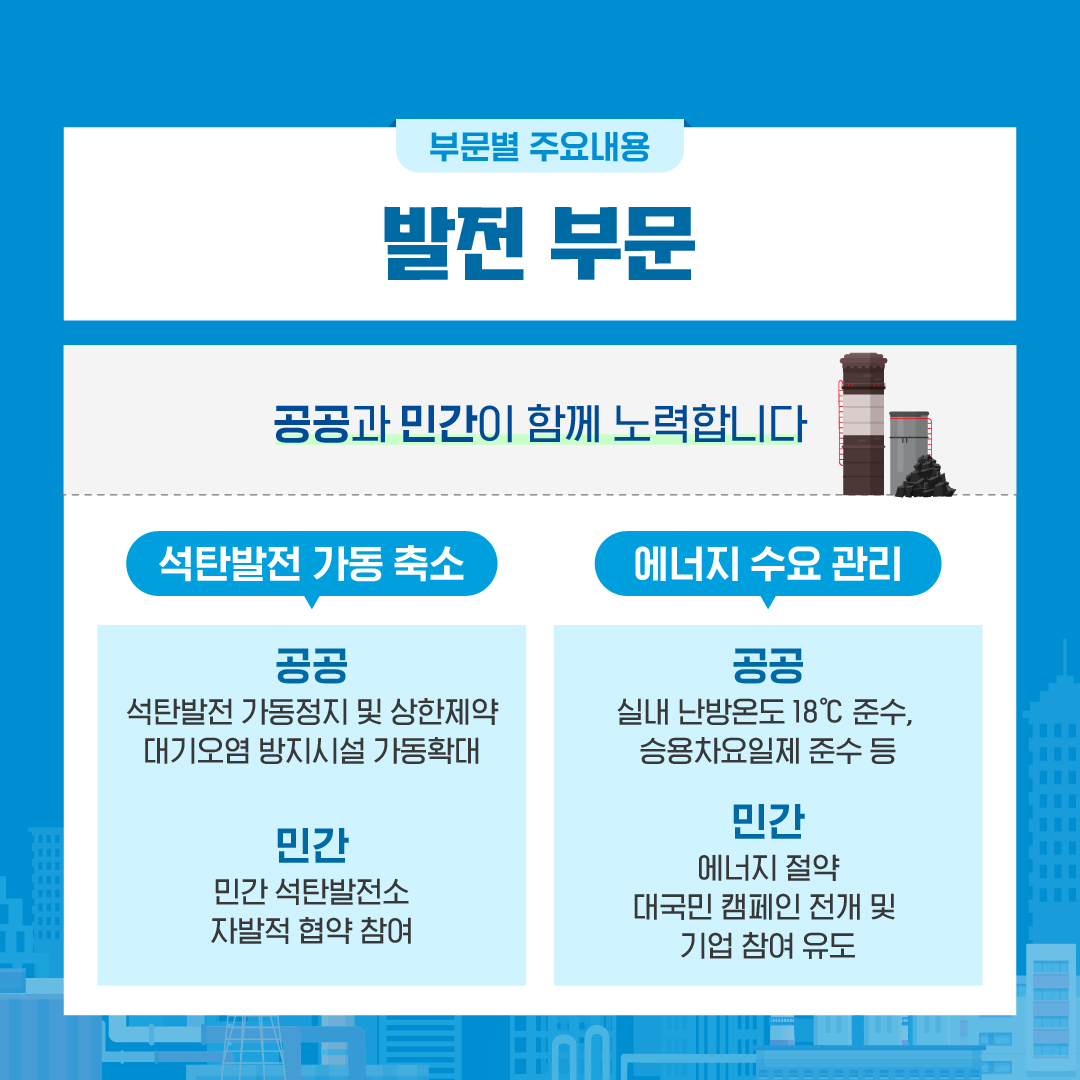 부문별 주요내용
발전 부문
공공과 민간이 함께 노력합니다
석탄발전 가동 축소
공공
석탄발전 가동정지 및 상한제약
대기오염 방지시설 가동확대
민간
민간 석탄발전소
자발적 협약 참여
에너지 수요 관리
공공
실내 난방온도 18℃ 준수,
승용차요일제 준수 등
민간
에너지 절약
대국민 캠페인 전개 및
기업 참여 유도